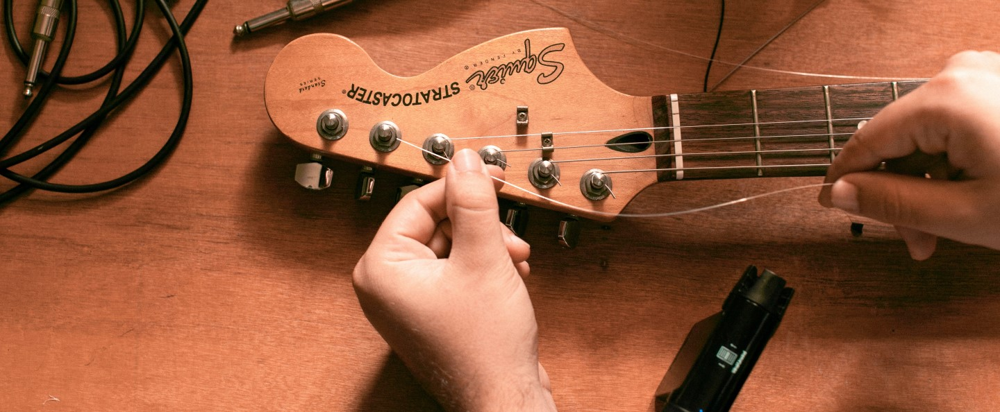 Squier®
BY FENDER®
STRATOCASTER®
Standard
SERIES